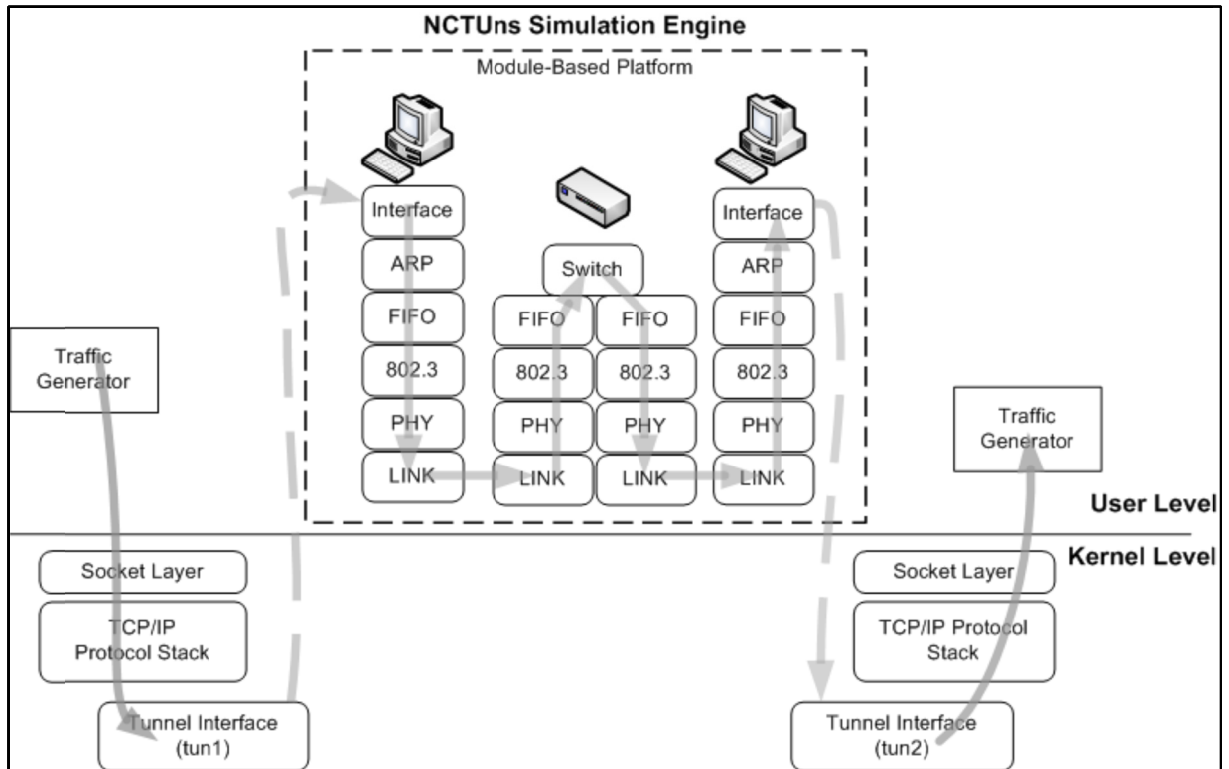 NCTUns Simulation Engine
Module-Based Platform
Interface
ARP
FIFO
802.3
PHY
LINK
Switch
FIFO
FIFO
802.3
802.3
PHY
PHY
LINK
LINK
Interface
ARP
FIFO
802.3
PHY
LINK
Traffic
Generator
Traffic
Generator
User Level
Kernel Level
Socket Layer
TCP/IP
Protocol Stack
Tunnel Interface
(tun1)
Socket Layer
TCP/IP Protocol
Stack
Tunnel Interface
(tun2)